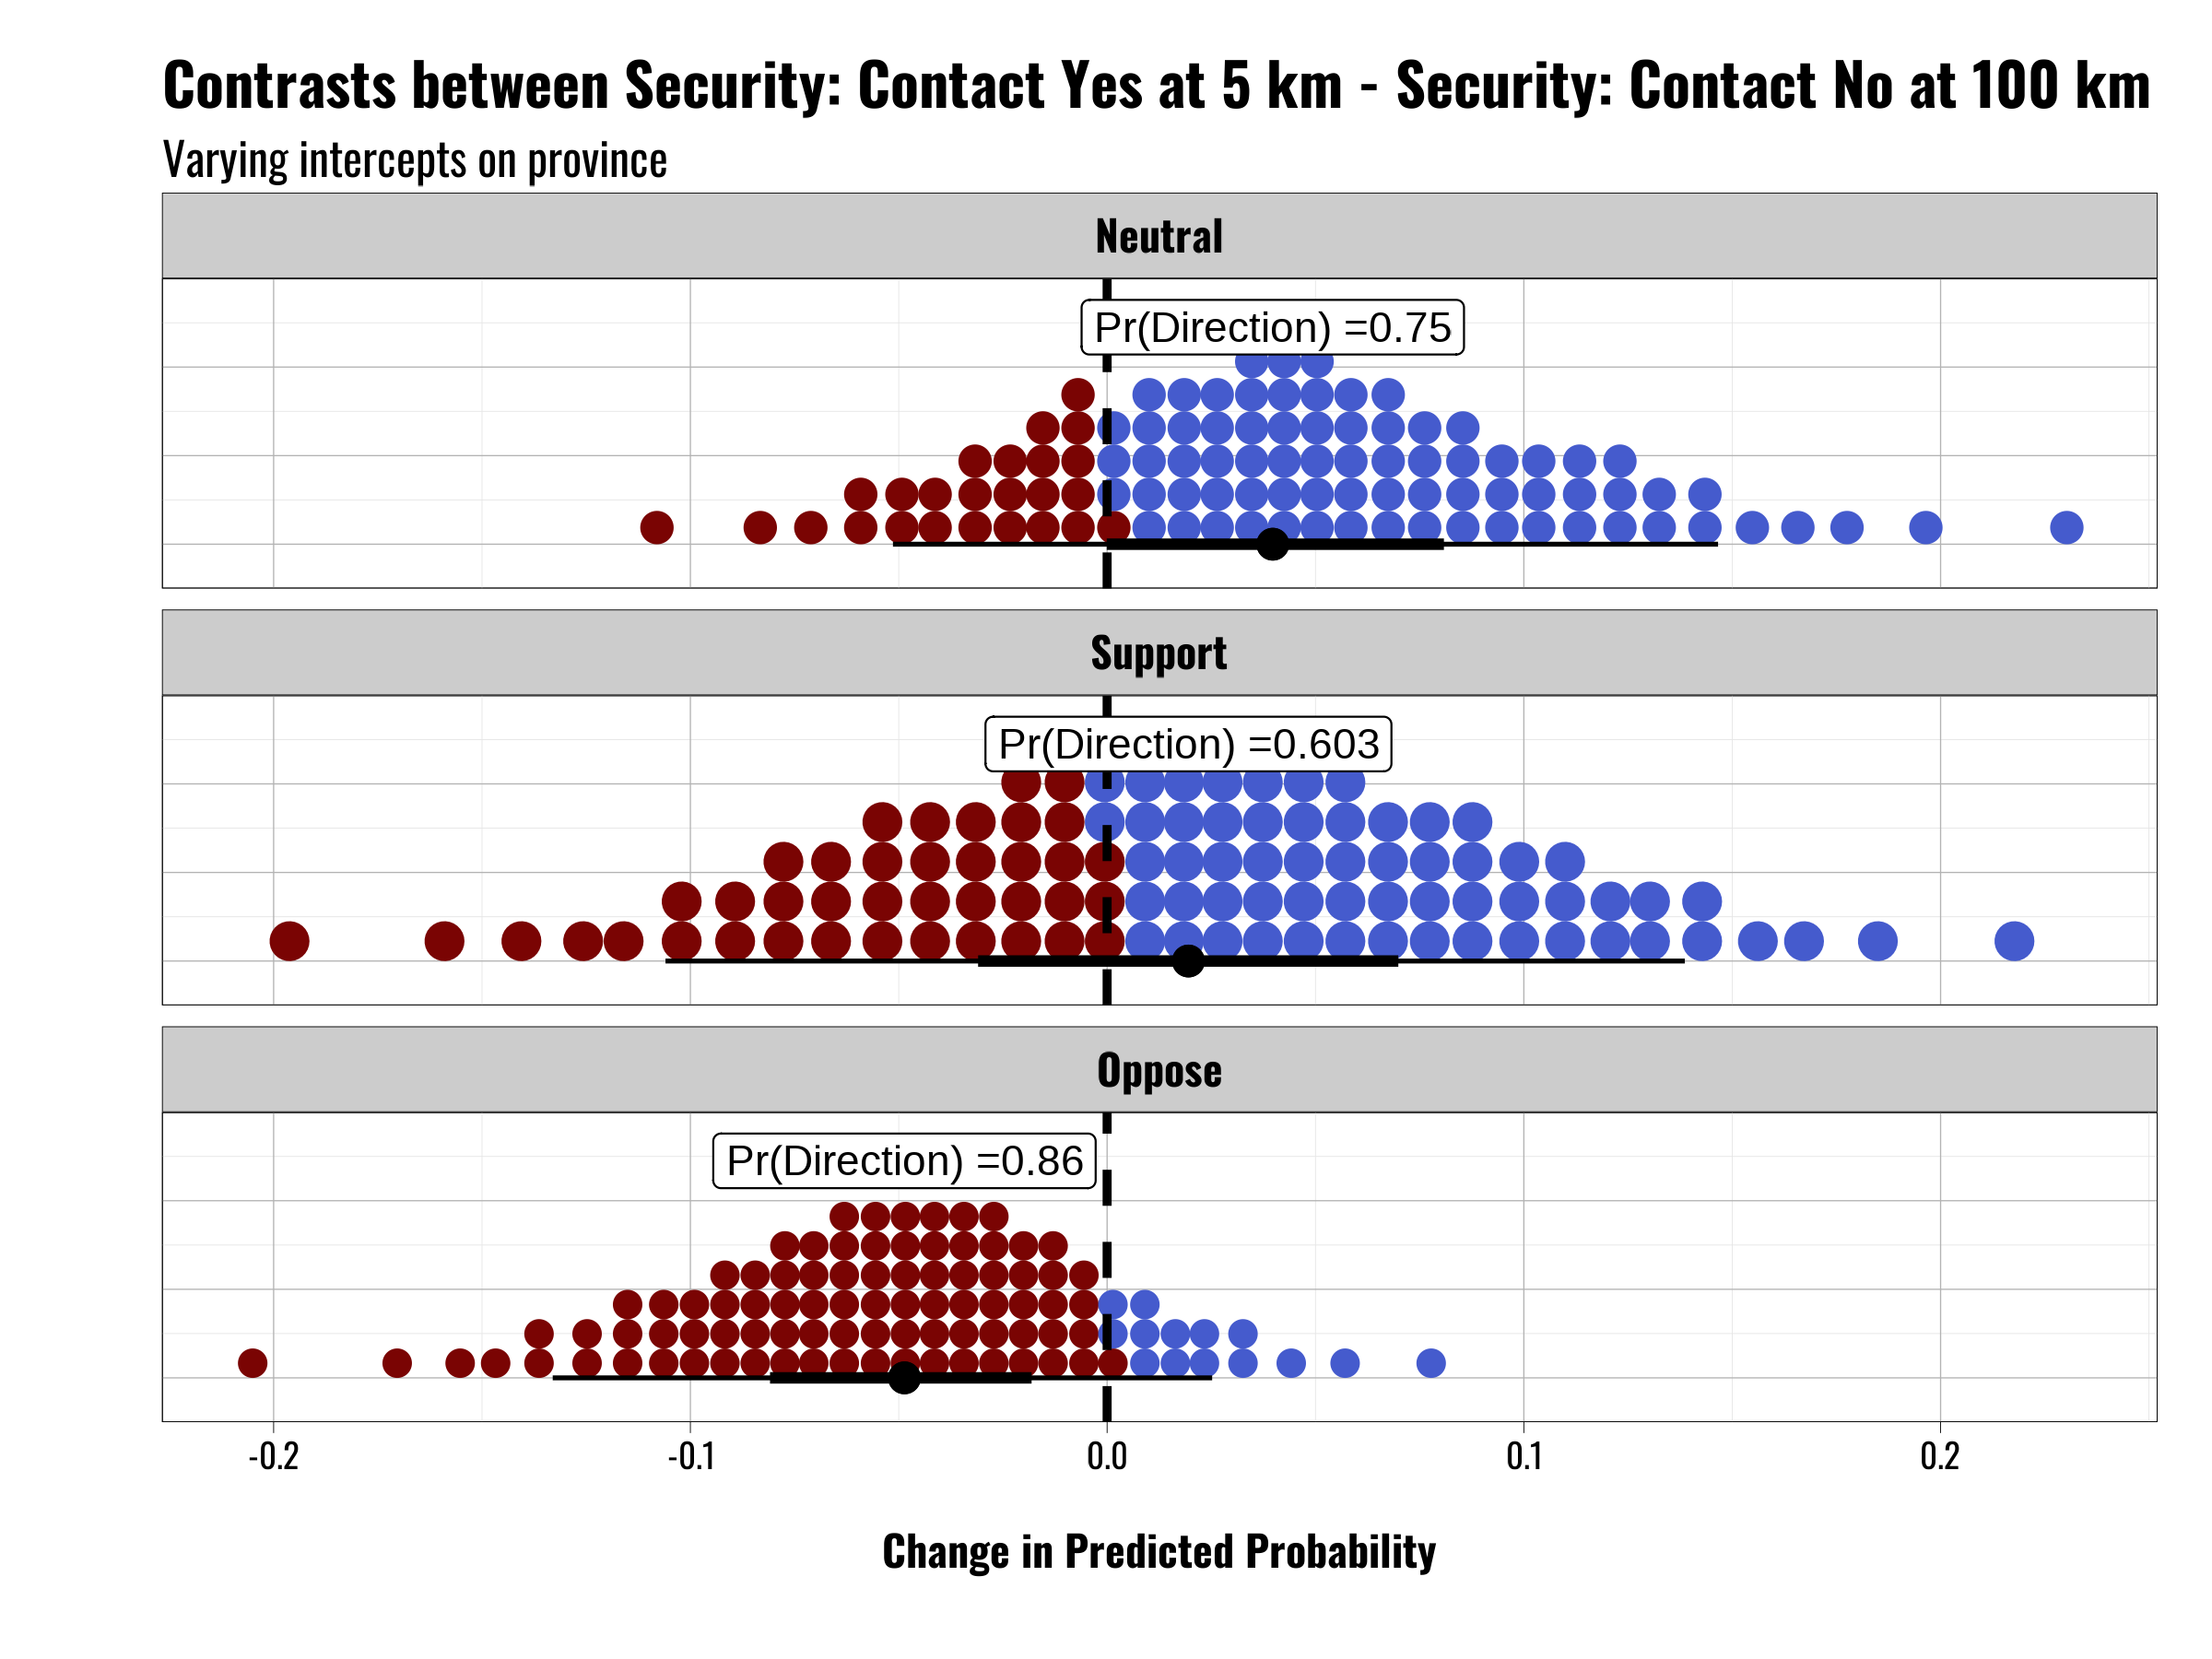 Contrasts between Security: Contact Yes at 5 km - Security: Contact No at 100 km
Varying intercepts on province
Neutral
Pr(Direction) =0.75
Support
Pr(Direction) =0.603
Oppose
Pr(Direction) =0.86
-0.2 -0.1 0.0 0.1 0.2
Change in Predicted Probability